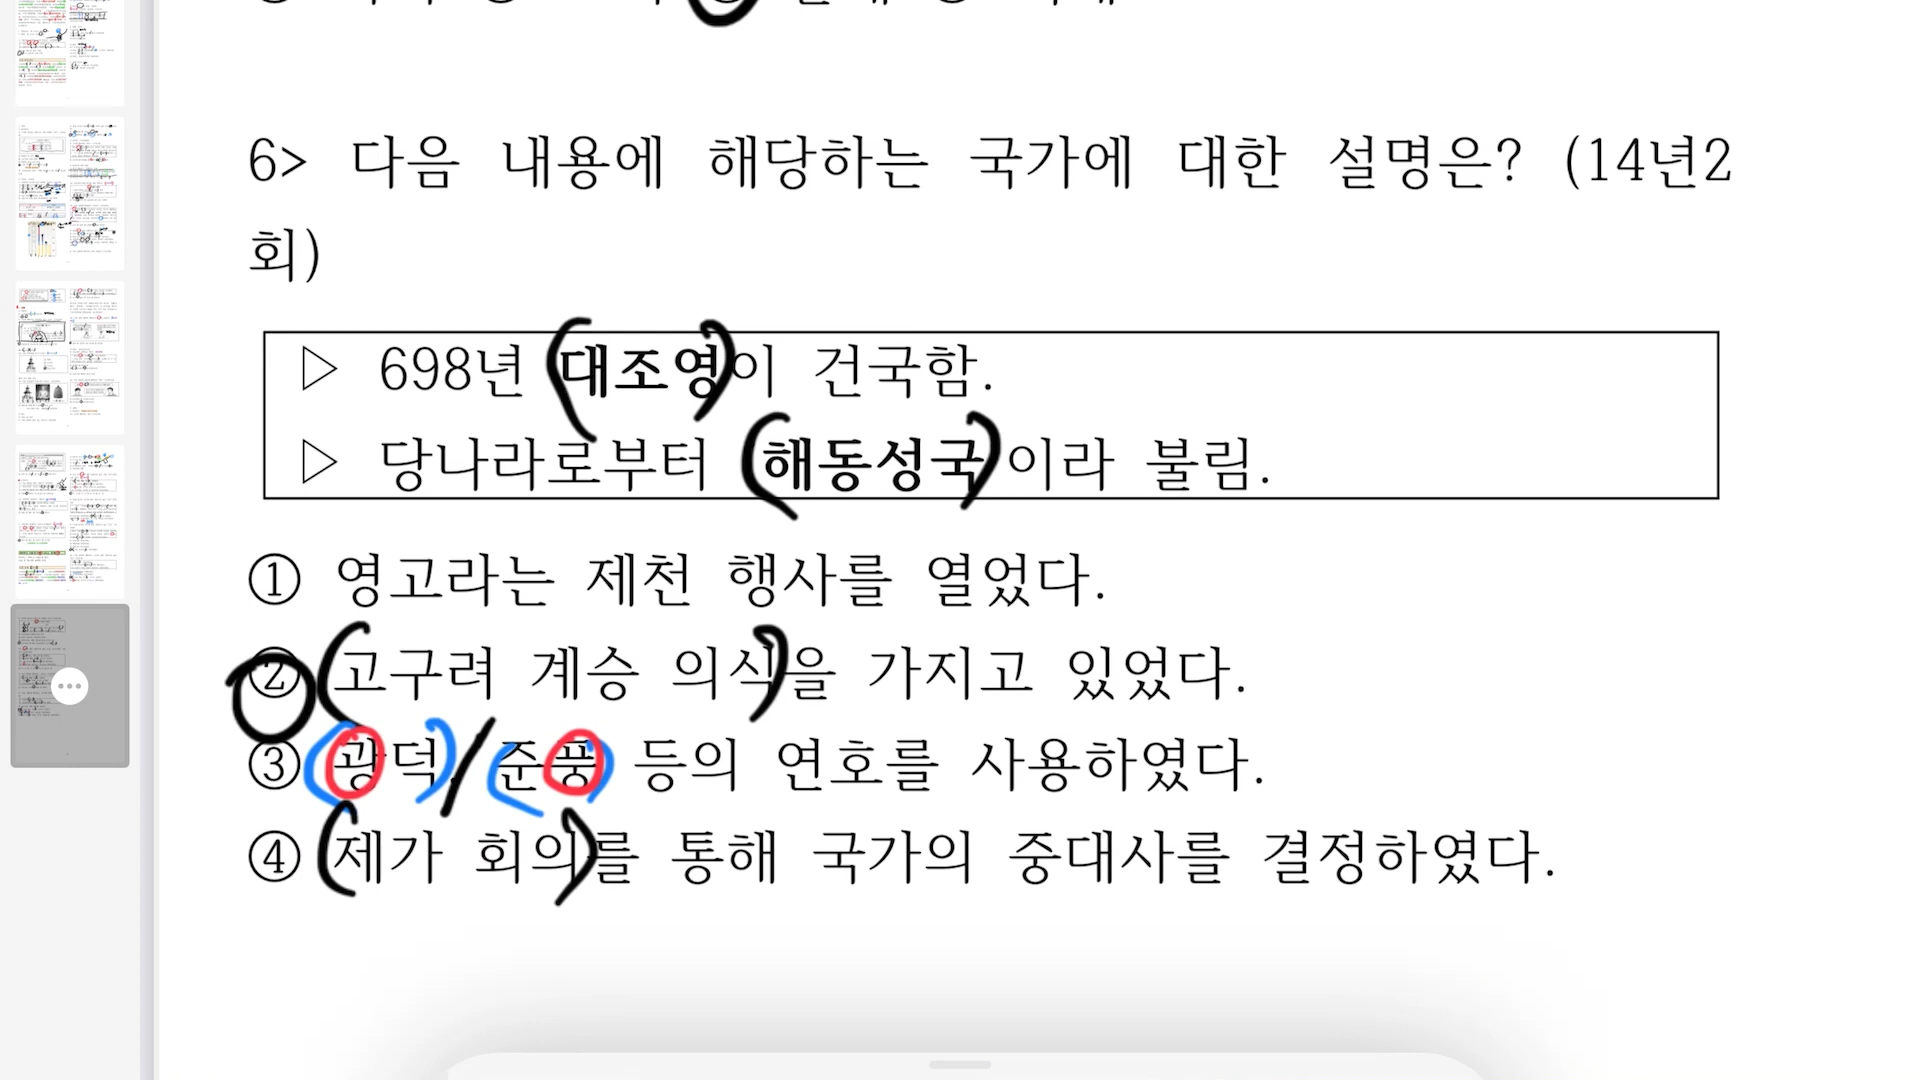 6> 다음 내용에 해당하는 국가에 대한 설명은? (14년2
회)
▷ 698년 대조영이 건국함.
▷ 당나라로부터 해동성국이라 불림.
① 영고라는 제천 행사를 열었다.
② 고구려 계승 의식을 가지고 있었다.
③ 광덕, 준풍 등의 연호를 사용하였다.
④ 제가 회의를 통해 국가의 중대사를 결정하였다.